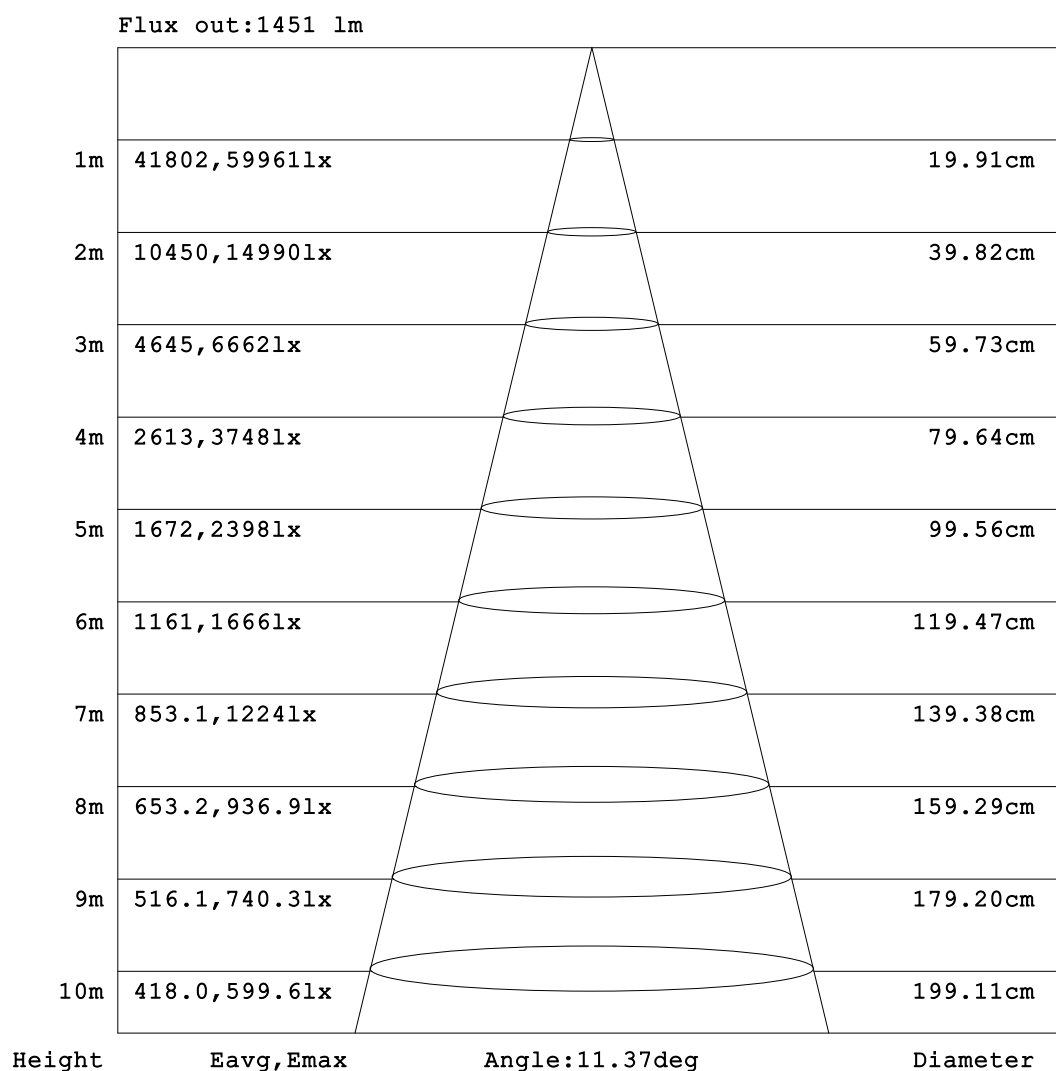 Flux out:1451 lm
1m 41802,59961lx 19.91cm
2m 10450,14990lx 39.82cm
3m 4645,6662lx 59.73cm
4m 2613,3748lx 79.64cm
5m 1672,2398lx 99.56cm
6m 1161,1666lx 119.47cm
7m 853.1,1224lx 139.38cm
8m 653.2,936.9lx 159.29cm
9m 516.1,740.3lx 179.20cm
10m 418.0,599.6lx 199.11cm
Height Eavg,Emax Angle:11.37deg Diameter